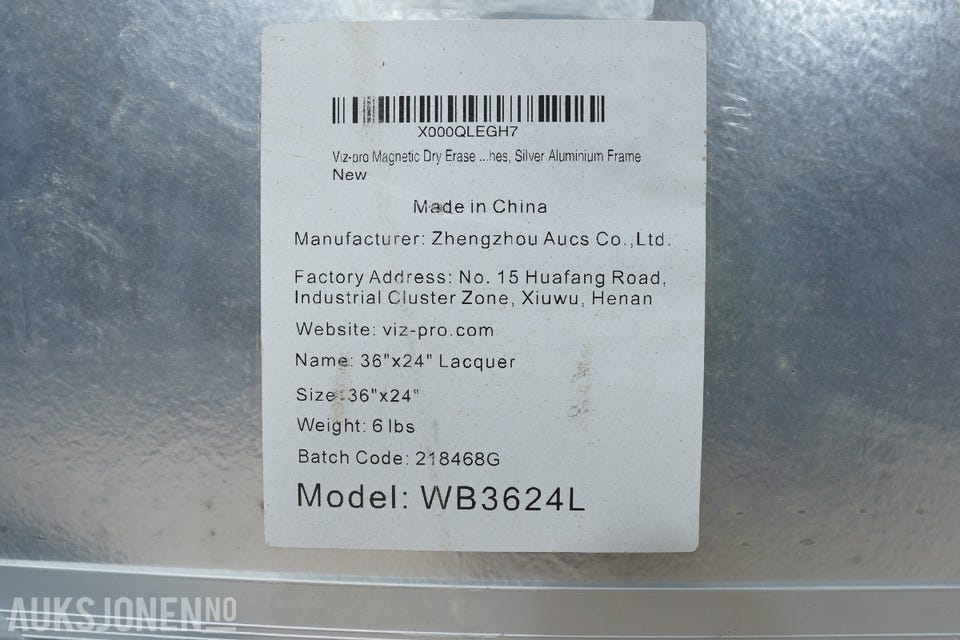 X000QLEGH7
Viz-pro Magnetic Dry Erase ...hes, Silver Aluminium Frame
New
Made in China
Manufacturer: Zhengzhou Aucs Co.,Ltd.
Factory Address: No. 15 Huafang Road,
Industrial Cluster Zone, Xiuwu, Henan
Website: viz-pro.com
Name: 36"x24" Lacquer
Size: 36"x24"
Weight: 6 lbs
Batch Code: 218468G
Model: WB3624L
AUKSJONEN.NO